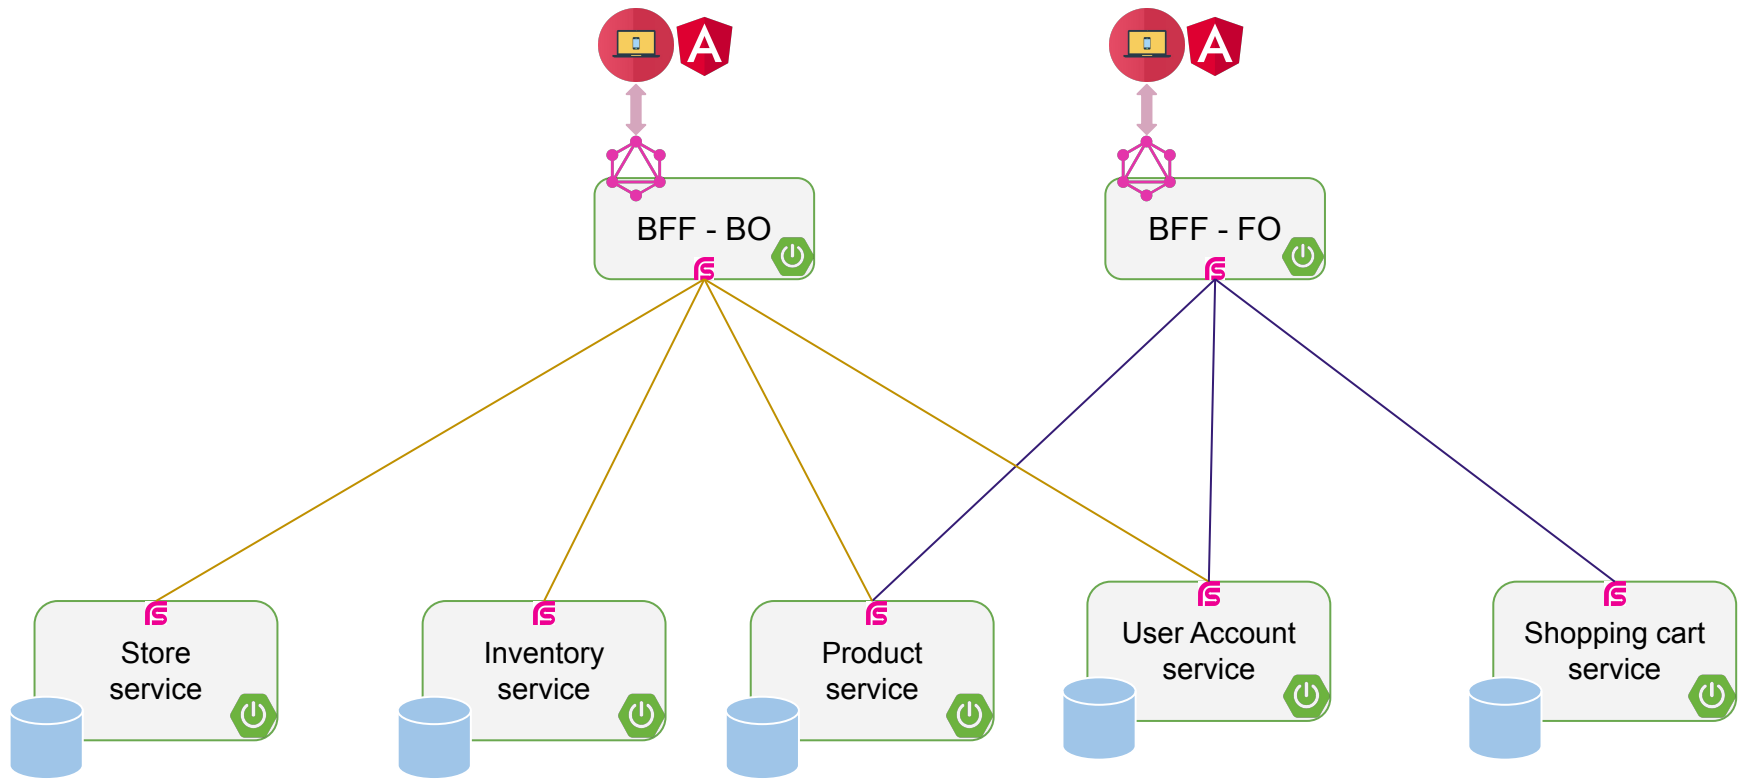 BFF - BO
BFF - FO
Store
service
Inventory
service
Product
service
User Account
service
Shopping cart
service